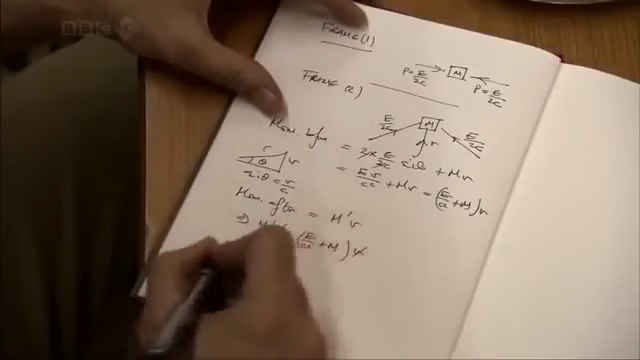 BBC
FRAME (1)
P = E/2c M P = E/2c
FRAME (2)
E/2c M E/2c
v
Mom. before = 2 x E/2c sin θ + Mv
c v θ
= Ev/c² + Mv = (E/c² + M) v
sin θ = v/c
Mom. after = M'v
⇒ (E/c² + M) v